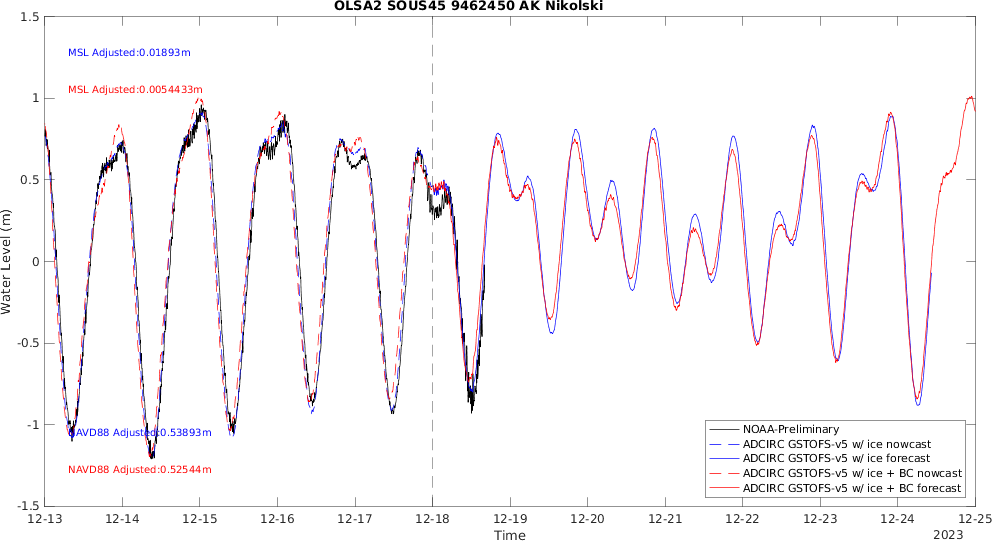 OLSA2 SOUS45 9462450 AK Nikolski
1.5
MSL Adjusted:0.01893m
MSL Adjusted:0.0054433m
1
0.5
0
-0.5
-1
-1.5
Water Level (m)
NAVD88 Adjusted:0.53893m
NAVD88 Adjusted:0.52544m
NOAA-Preliminary
ADCIRC GSTOFS-v5 w/ ice nowcast
ADCIRC GSTOFS-v5 w/ ice forecast
ADCIRC GSTOFS-v5 w/ ice + BC nowcast
ADCIRC GSTOFS-v5 w/ ice + BC forecast
12-13 12-14 12-15 12-16 12-17 12-18 12-19 12-20 12-21 12-22 12-23 12-24 12-25
Time
2023